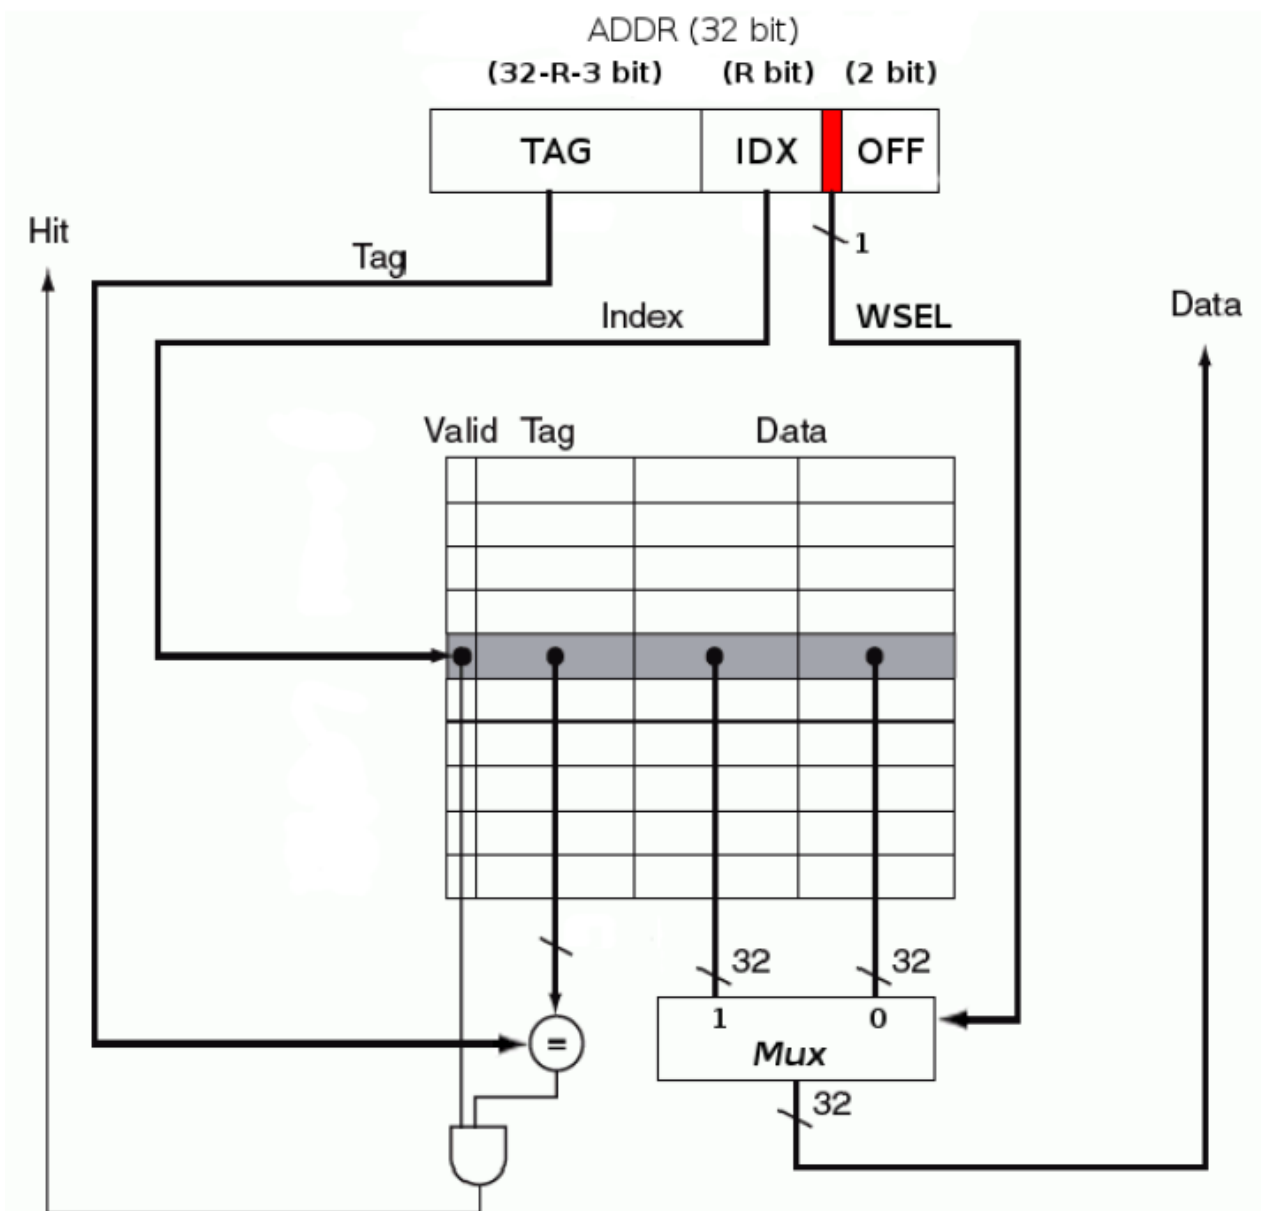 ADDR (32 bit)
(32-R-3 bit) (R bit) (2 bit)
TAG IDX OFF
Hit
1
Tag
Data
Index WSEL
Valid Tag Data
32 32
1 0
=
Mux
32